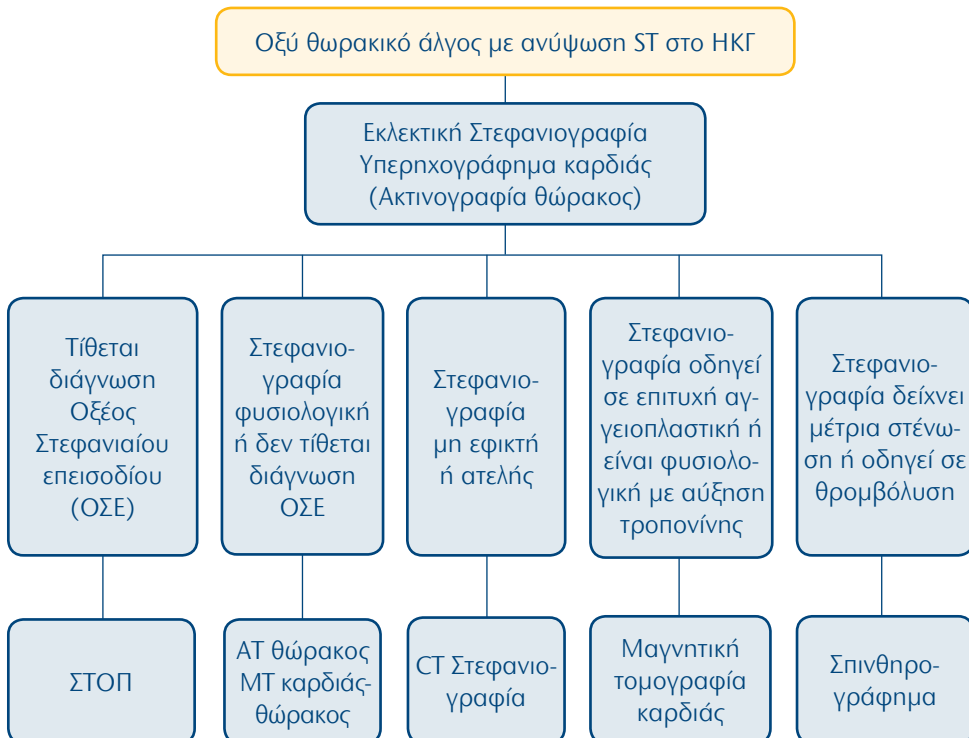 Οξύ θωρακικό άλγος με ανύψωση ST στο ΗΚΓ
Εκλεκτική Στεφανιογραφία
Υπερηχογράφημα καρδιάς
(Ακτινογραφία θώρακος)
Τίθεται
διάγνωση
Οξέος
Στεφανιαίου
επεισοδίου
(ΟΣΕ)
Στεφανιο-
γραφία
φυσιολογική
ή δεν τίθεται
διάγνωση
ΟΣΕ
Στεφανιο-
γραφία
μη εφικτή
ή ατελής
Στεφανιο-
γραφία οδηγεί
σε επιτυχή αγ-
γειοπλαστική ή
είναι φυσιολο-
γική με αύξηση
τροπονίνης
Στεφανιο-
γραφία δείχνει
μέτρια στένω-
ση ή οδηγεί σε
θρομβόλυση
ΣΤΟΠ
ΑΤ θώρακος
ΜΤ καρδιάς-
θώρακος
CT Στεφανιο-
γραφία
Μαγνητική
τομογραφία
καρδιάς
Σπινθηρο-
γράφημα